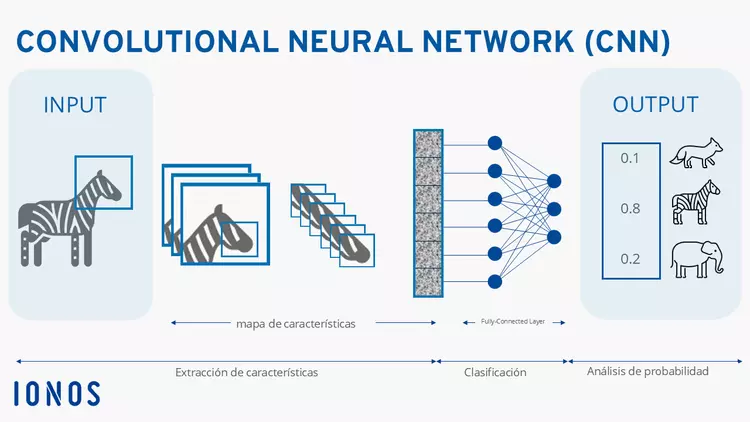 CONVOLUTIONAL NEURAL NETWORK (CNN)
INPUT
OUTPUT
0.1
0.8
0.2
mapa de características
Fully-Connected Layer
Extracción de características
Clasificación
Análisis de probabilidad
IONOS